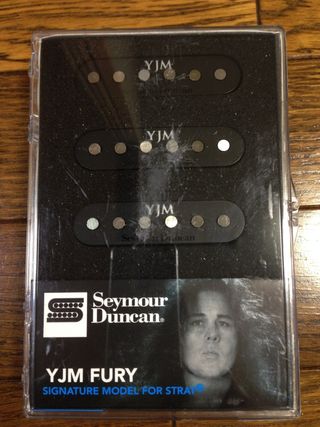 YJM
YJM
YJM
Seymour Duncan
Seymour
Duncan®
YJM FURY
SIGNATURE MODEL FOR STRAT®